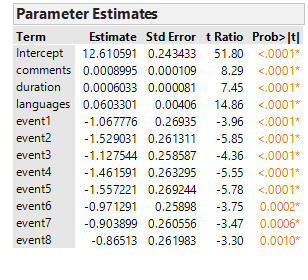 Parameter Estimates
Term Estimate Std Error t Ratio Prob>|t|
Intercept 12.610591 0.243433 51.80 <.0001*
comments 0.0008995 0.000109 8.29 <.0001*
duration 0.0006033 0.000081 7.45 <.0001*
languages 0.0603301 0.00406 14.86 <.0001*
event1 -1.067776 0.26935 -3.96 <.0001*
event2 -1.529031 0.261311 -5.85 <.0001*
event3 -1.127544 0.258587 -4.36 <.0001*
event4 -1.461591 0.263295 -5.55 <.0001*
event5 -1.557221 0.269244 -5.78 <.0001*
event6 -0.971291 0.25898 -3.75 0.0002*
event7 -0.903899 0.260556 -3.47 0.0006*
event8 -0.86513 0.261983 -3.30 0.0010*